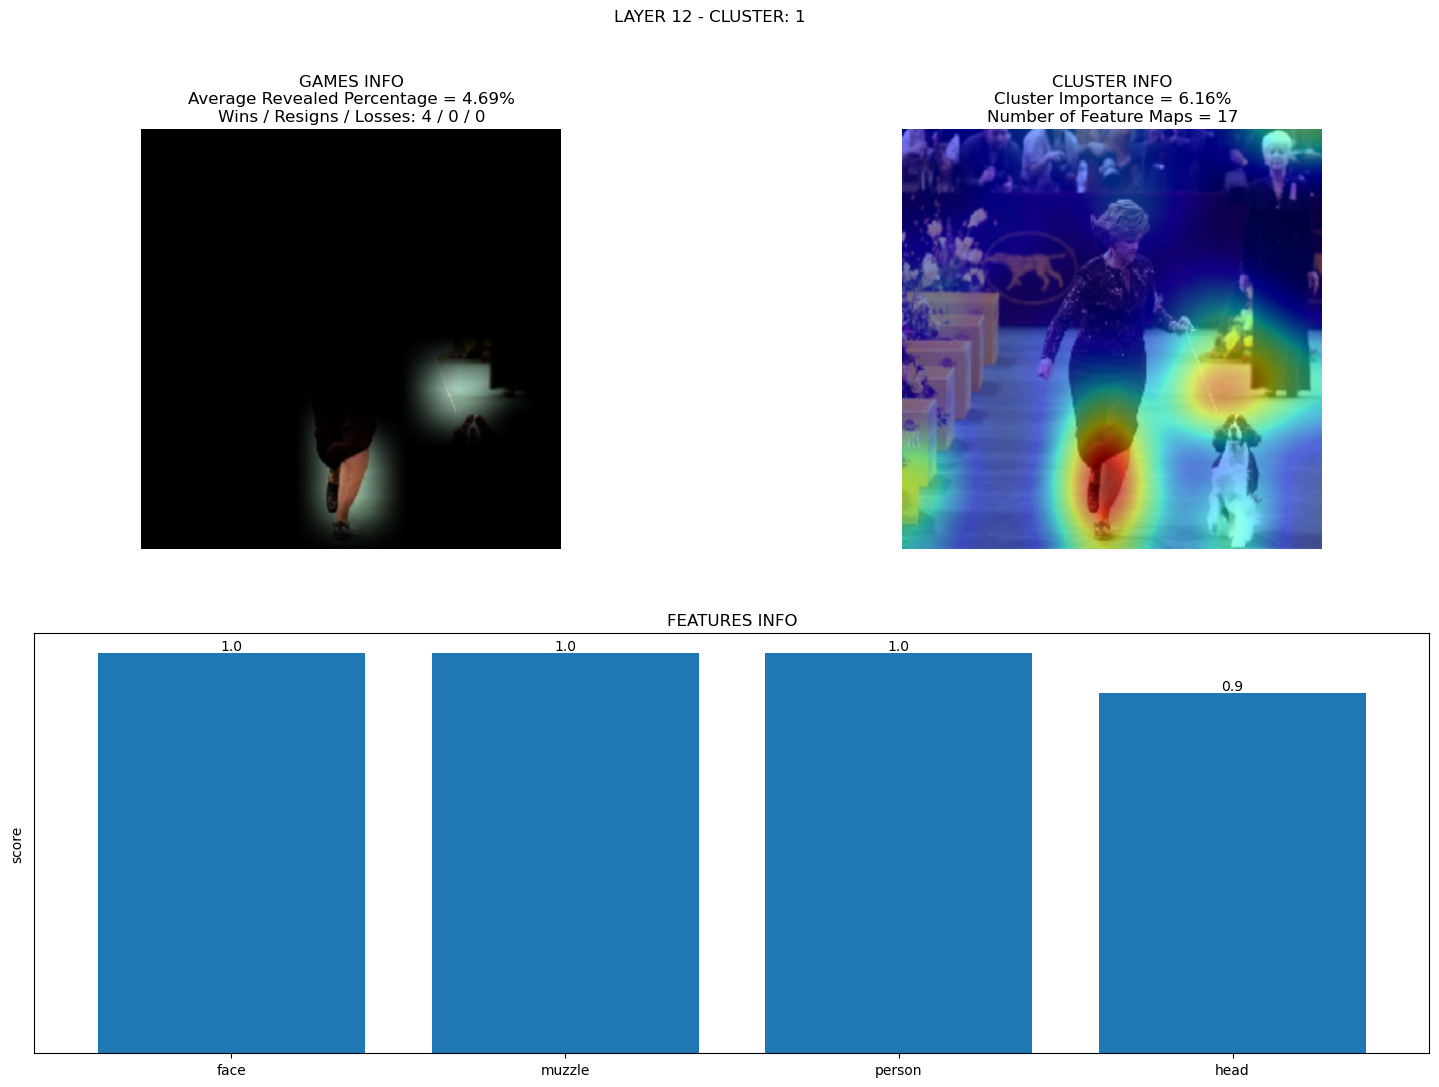 LAYER 12 - CLUSTER: 1
GAMES INFO
Average Revealed Percentage = 4.69%
Wins / Resigns / Losses: 4 / 0 / 0
CLUSTER INFO
Cluster Importance = 6.16%
Number of Feature Maps = 17
FEATURES INFO
score
1.0
1.0
1.0
0.9
face
muzzle
person
head